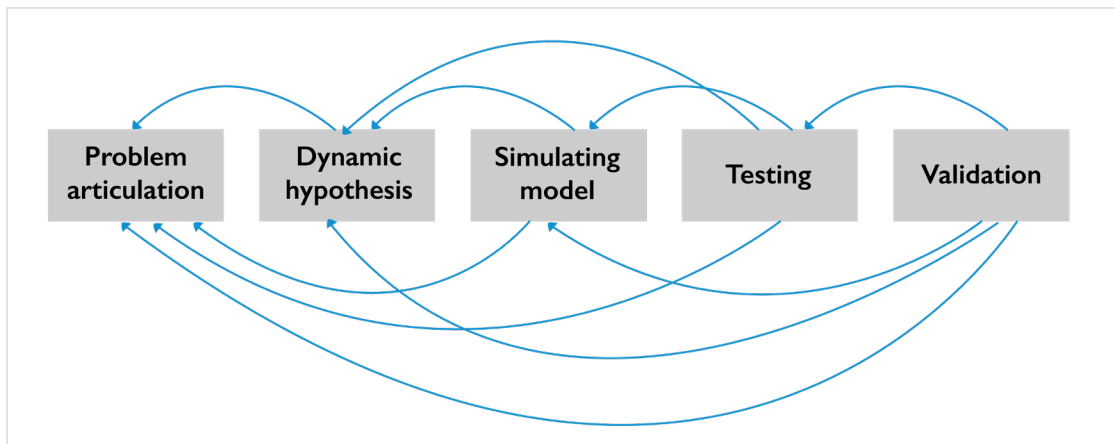 Problem
articulation
Dynamic
hypothesis
Simulating
model
Testing
Validation